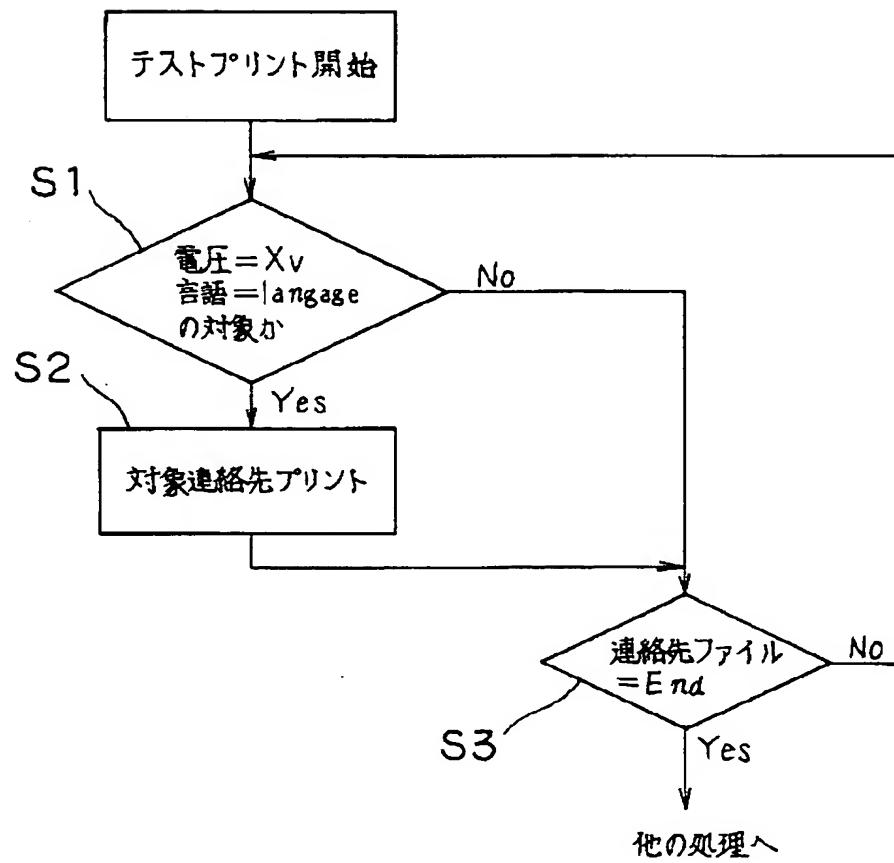 テストプリント開始
S1
電圧=Xv
言語=langage
の対象か
No
S2
Yes
対象連絡先プリント
連絡先ファイル
=End
No
S3
Yes
他の処理へ